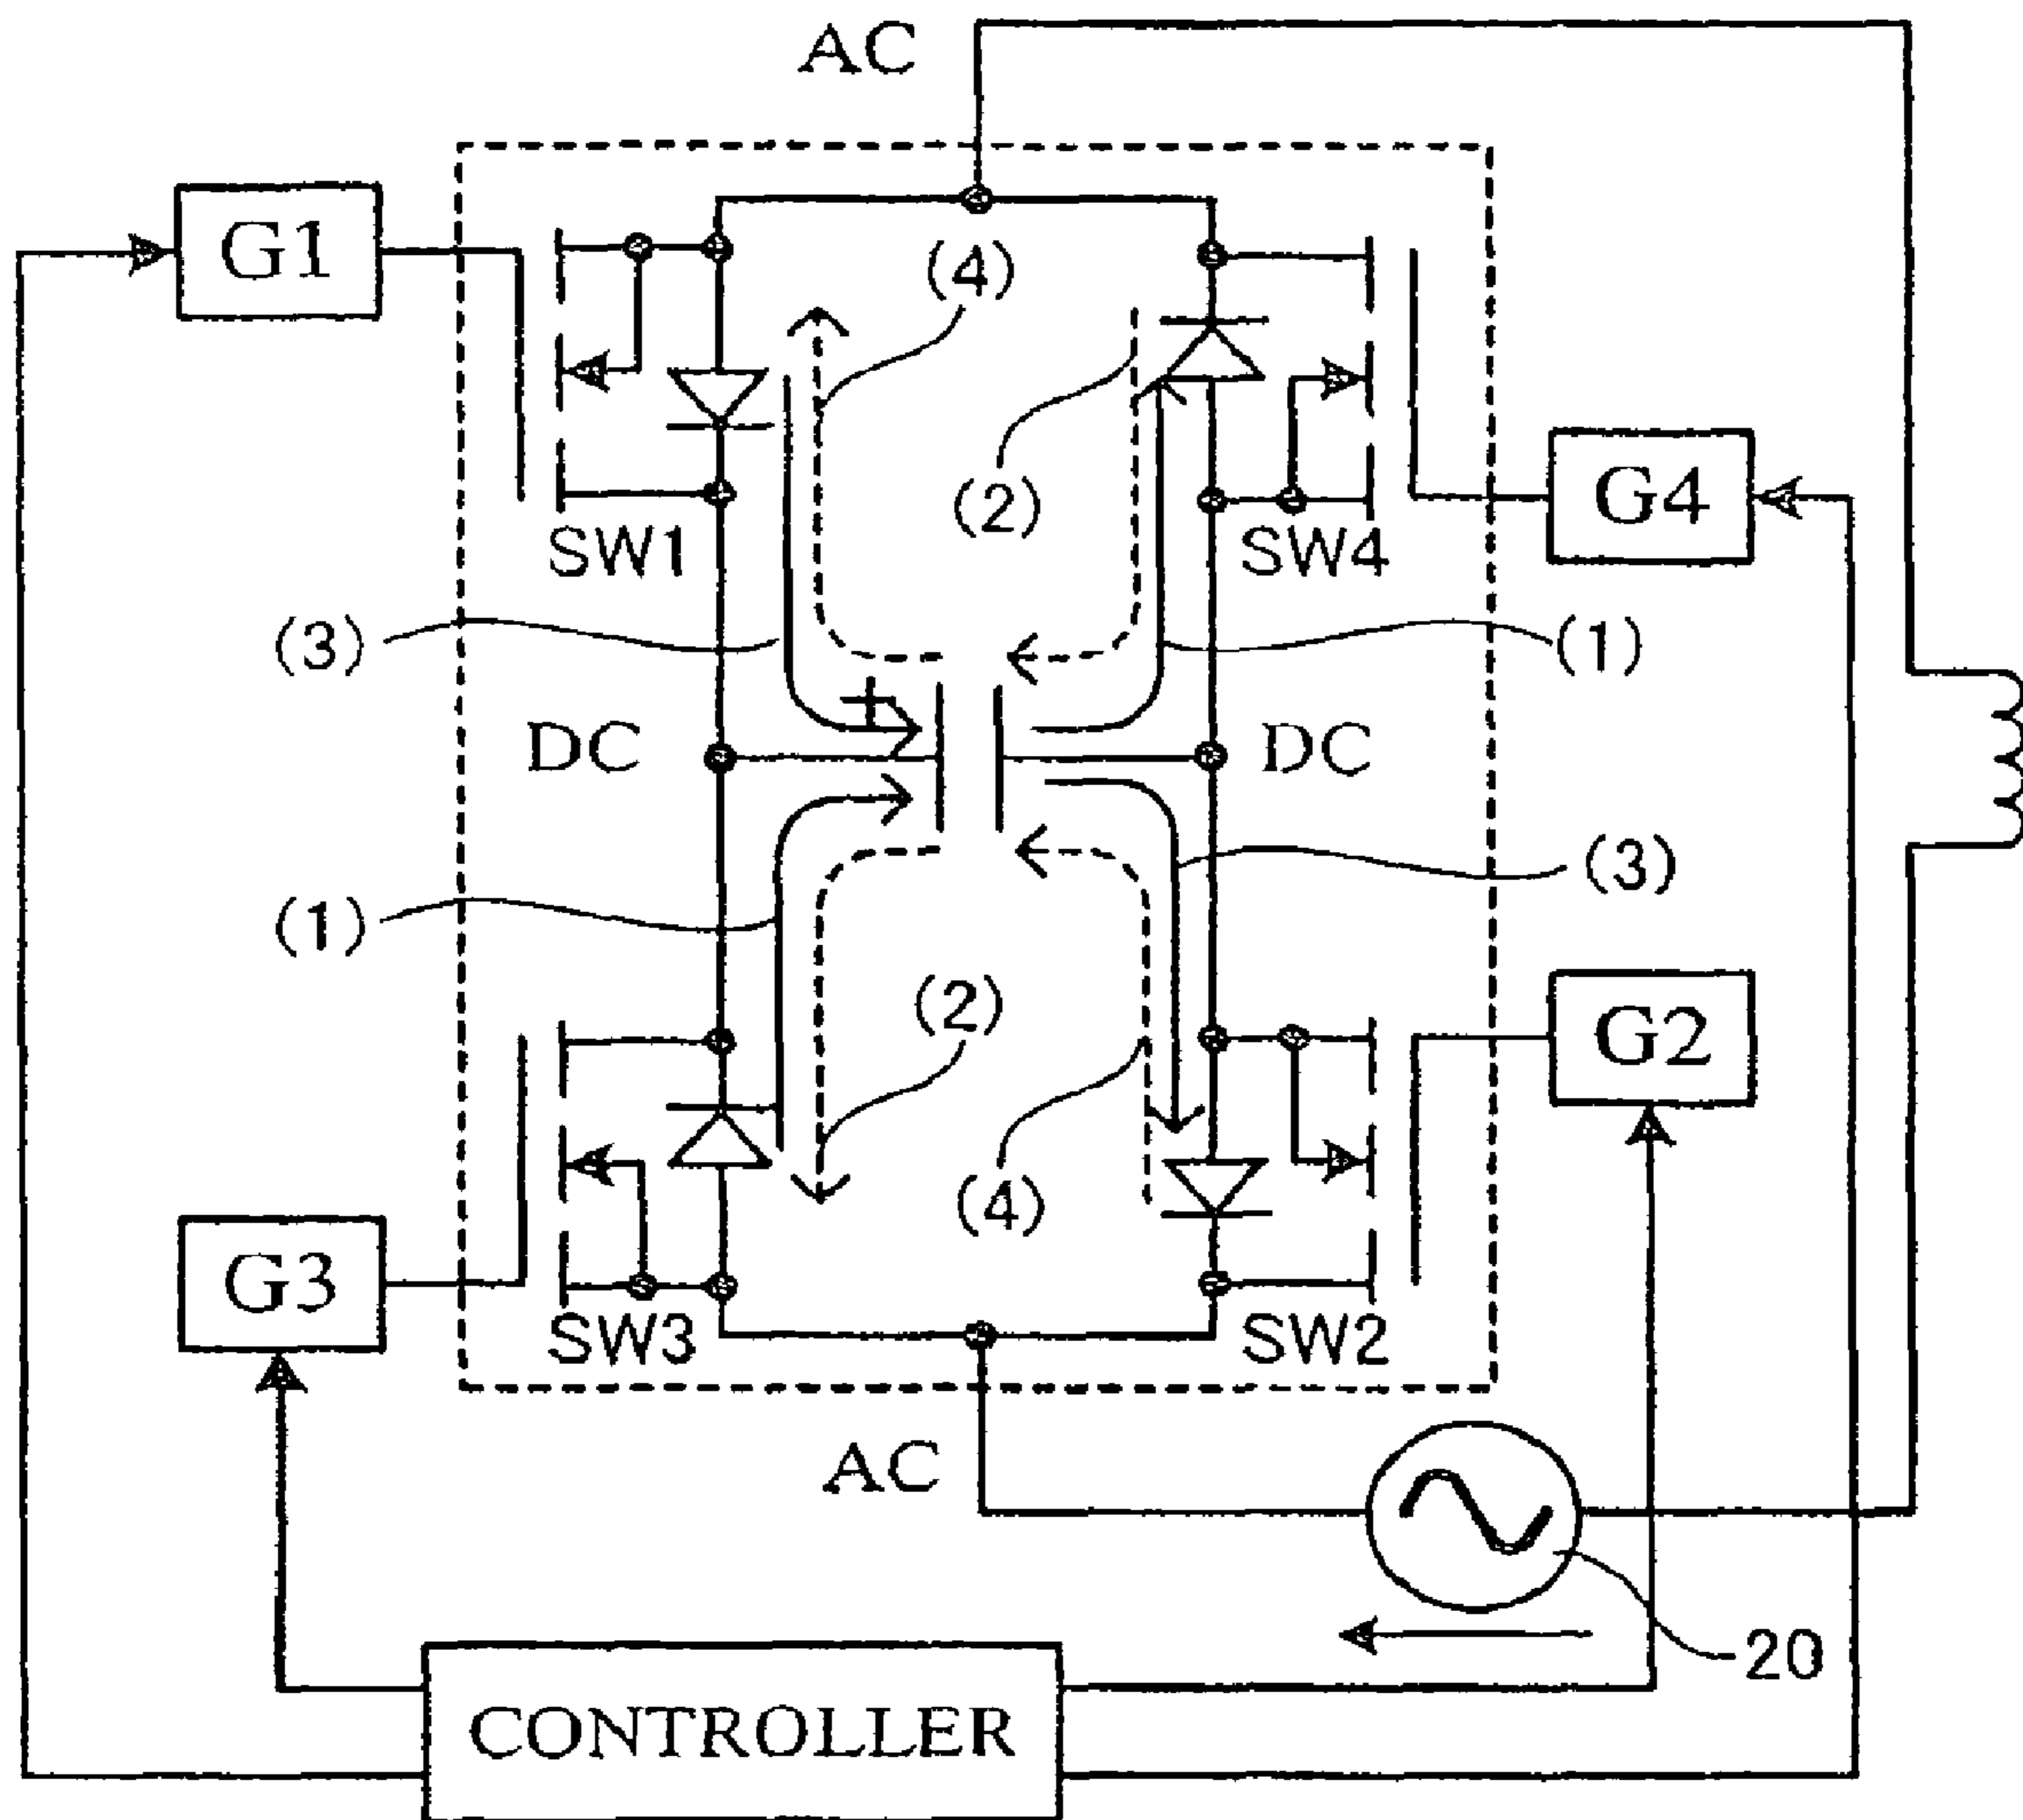 AC
G1
(4)
(2)
G4
SW1
SW4
(3)
(1)
+
DC
DC
(3)
(1)
(2)
G2
(4)
G3
SW3
SW2
AC
20
CONTROLLER